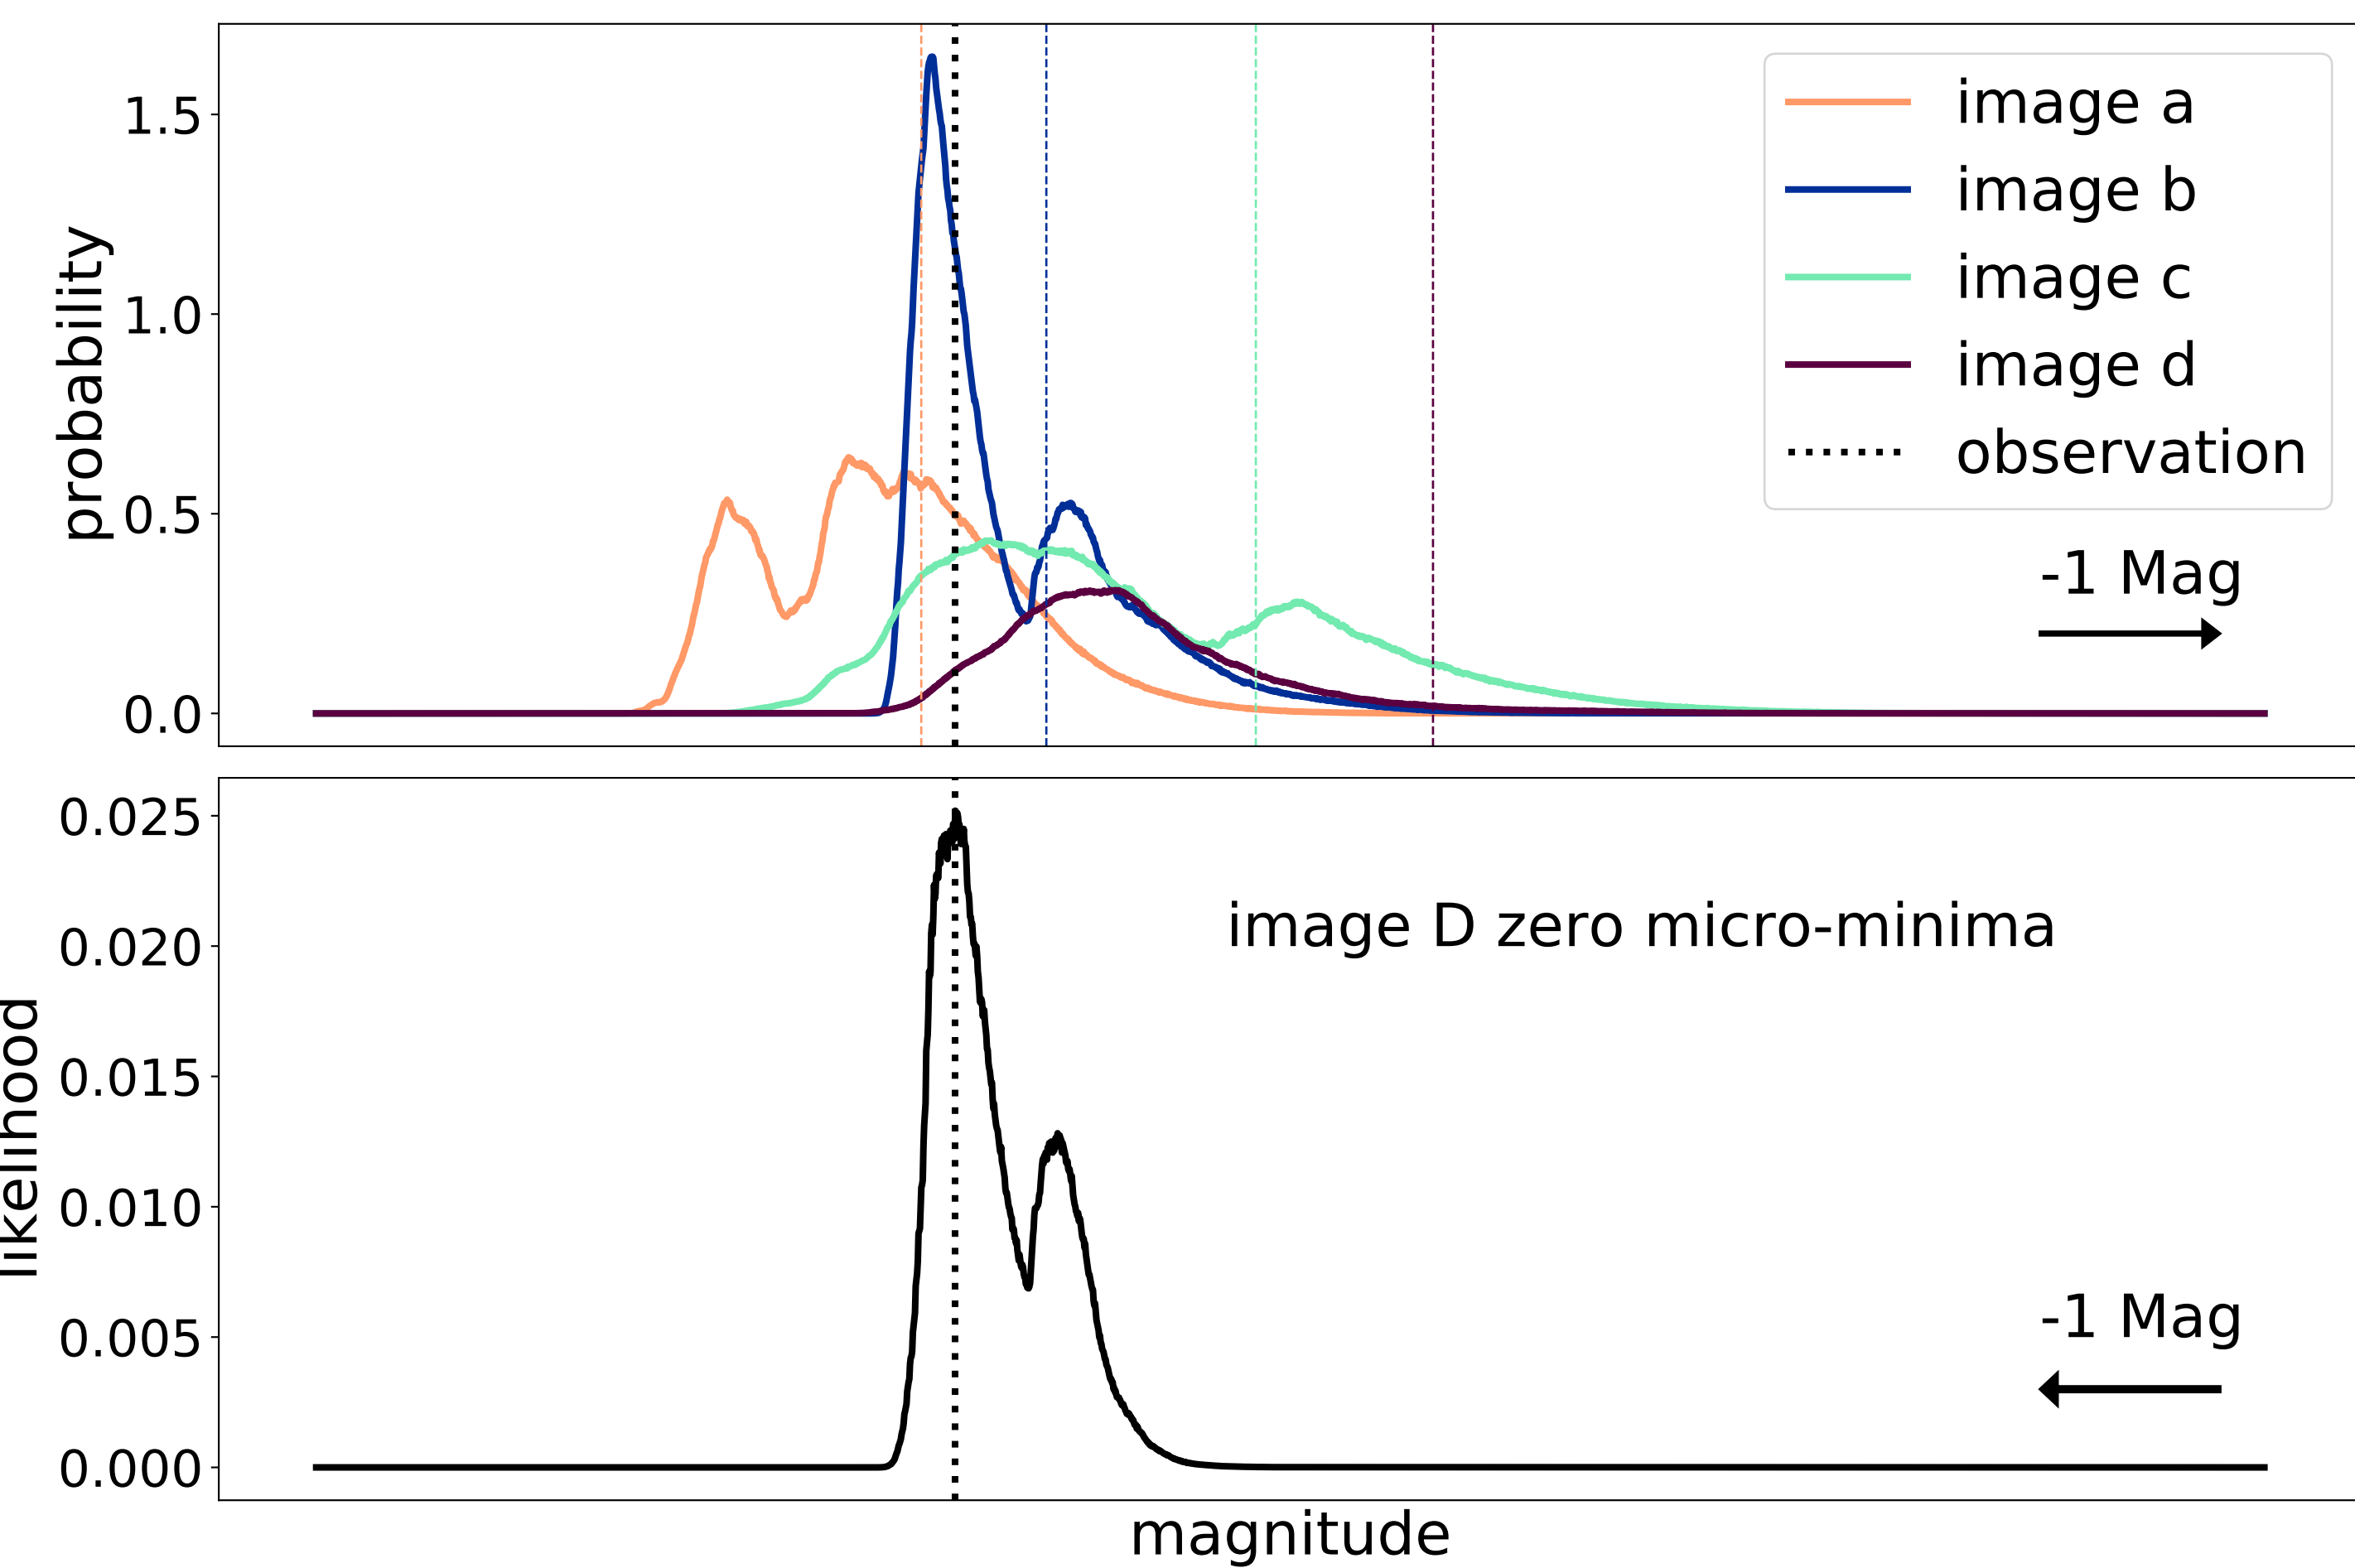 probability
1.5
1.0
0.5
0.0
image a
image b
image c
image d
observation
-1 Mag
likelihood
0.025
0.020
0.015
0.010
0.005
0.000
image D zero micro-minima
-1 Mag
magnitude